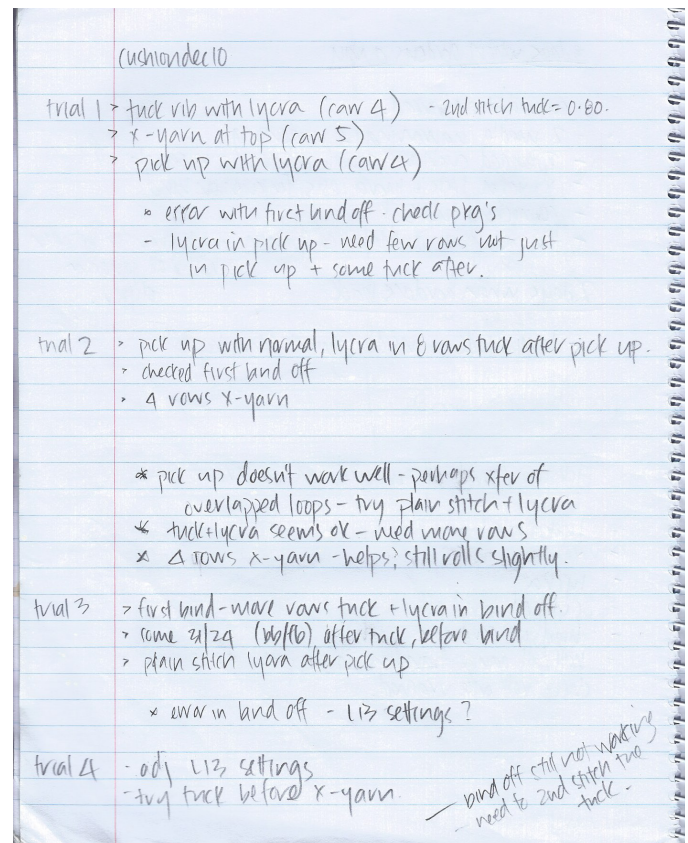 cushiondec10
trial 1 > tuck rib with lycra (carr 4) - 2nd stitch tuck = 0.80.
> x-yarn at top (carr 5)
> pick up with lycra (carr 4)
* error with first bind off - check pkg's
- lycra in pick up - need few rows not just
in pick up + some tuck after.
trial 2 > pick up with normal, lycra in 8 rows tuck after pick up.
> checked first bind off
> 4 rows x-yarn
* pick up doesn't work well - perhaps xfer of
overlapped loops - try plain stitch + lycra
* tuck + lycra seems ok - need more rows
* 4 rows x-yarn - helps; still rolls slightly.
trial 3 > first bind - more rows tuck + lycra in bind off.
> some 21/24 (bb/fb) after tuck, before bind
> plain stitch lycra after pick up
* error in bind off - L13 settings?
trial 4 - adj L13 settings
- try tuck before x-yarn.
- bind off still not working
- need to 2nd stitch the
tuck.